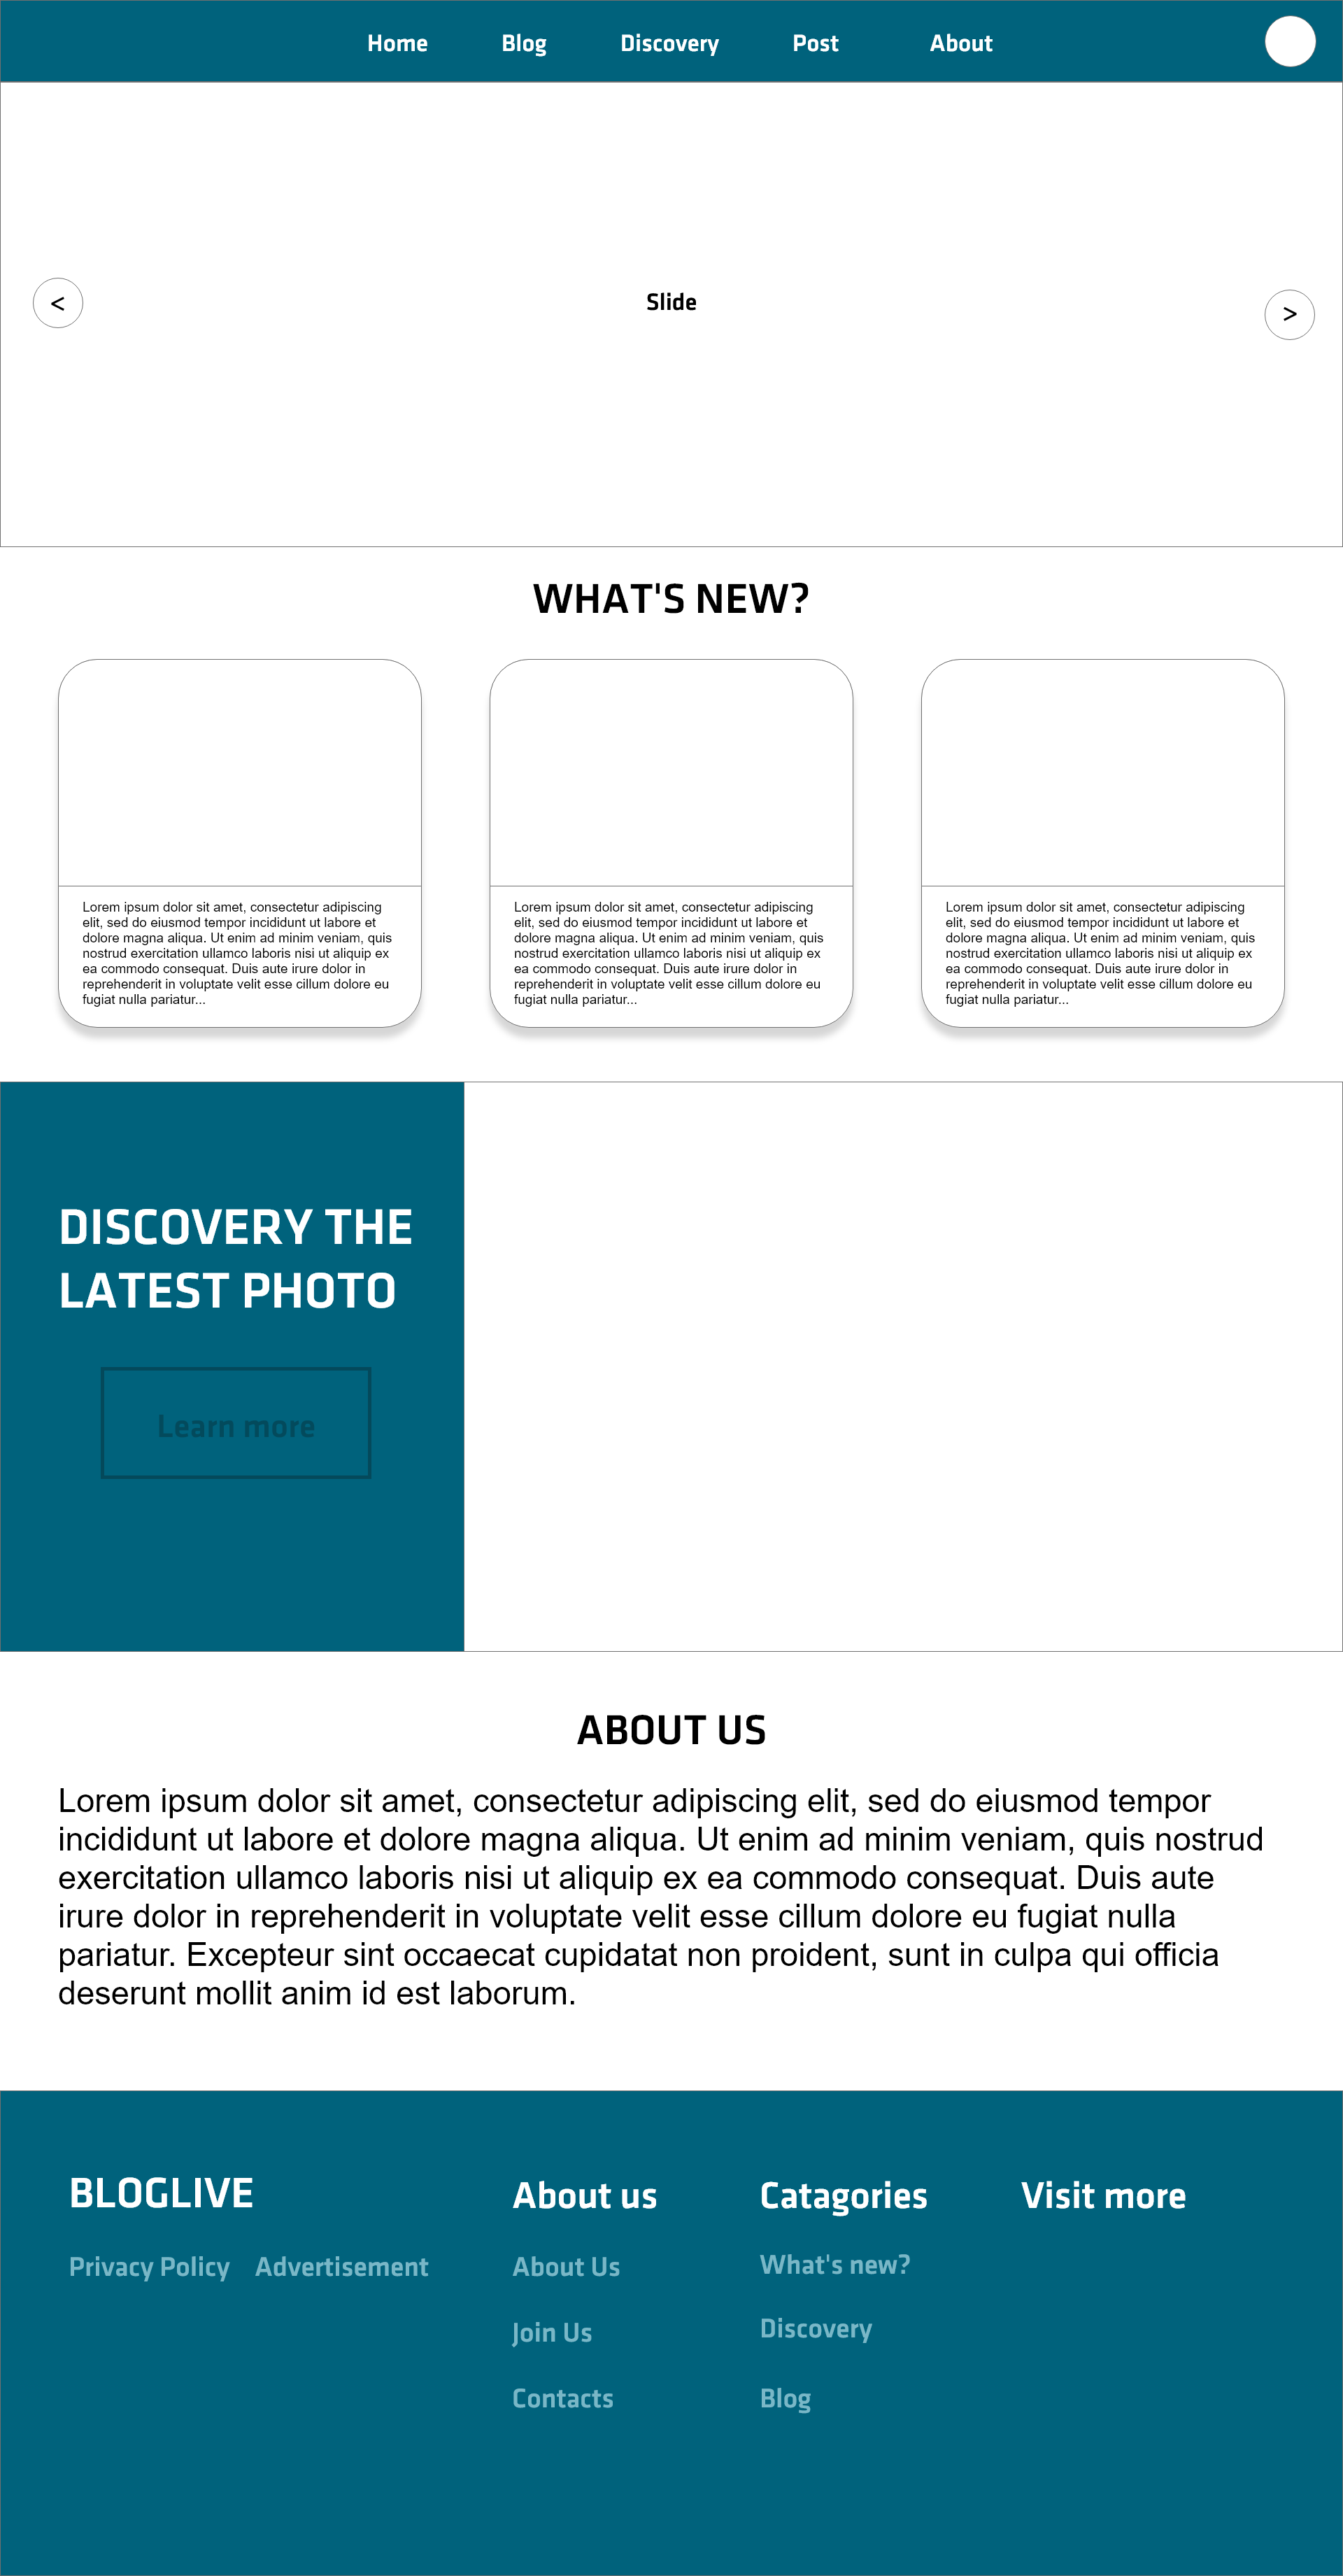 Home Blog Discovery Post About
< Slide >
WHAT'S NEW?
Lorem ipsum dolor sit amet, consectetur adipiscing
elit, sed do eiusmod tempor incididunt ut labore et
dolore magna aliqua. Ut enim ad minim veniam, quis
nostrud exercitation ullamco laboris nisi ut aliquip ex
ea commodo consequat. Duis aute irure dolor in
reprehenderit in voluptate velit esse cillum dolore eu
fugiat nulla pariatur...
Lorem ipsum dolor sit amet, consectetur adipiscing
elit, sed do eiusmod tempor incididunt ut labore et
dolore magna aliqua. Ut enim ad minim veniam, quis
nostrud exercitation ullamco laboris nisi ut aliquip ex
ea commodo consequat. Duis aute irure dolor in
reprehenderit in voluptate velit esse cillum dolore eu
fugiat nulla pariatur...
Lorem ipsum dolor sit amet, consectetur adipiscing
elit, sed do eiusmod tempor incididunt ut labore et
dolore magna aliqua. Ut enim ad minim veniam, quis
nostrud exercitation ullamco laboris nisi ut aliquip ex
ea commodo consequat. Duis aute irure dolor in
reprehenderit in voluptate velit esse cillum dolore eu
fugiat nulla pariatur...
DISCOVERY THE
LATEST PHOTO
Learn more
ABOUT US
Lorem ipsum dolor sit amet, consectetur adipiscing elit, sed do eiusmod tempor
incididunt ut labore et dolore magna aliqua. Ut enim ad minim veniam, quis nostrud
exercitation ullamco laboris nisi ut aliquip ex ea commodo consequat. Duis aute
irure dolor in reprehenderit in voluptate velit esse cillum dolore eu fugiat nulla
pariatur. Excepteur sint occaecat cupidatat non proident, sunt in culpa qui officia
deserunt mollit anim id est laborum.
BLOGLIVE
Privacy Policy Advertisement
About us
About Us
Join Us
Contacts
Catagories
What's new?
Discovery
Blog
Visit more